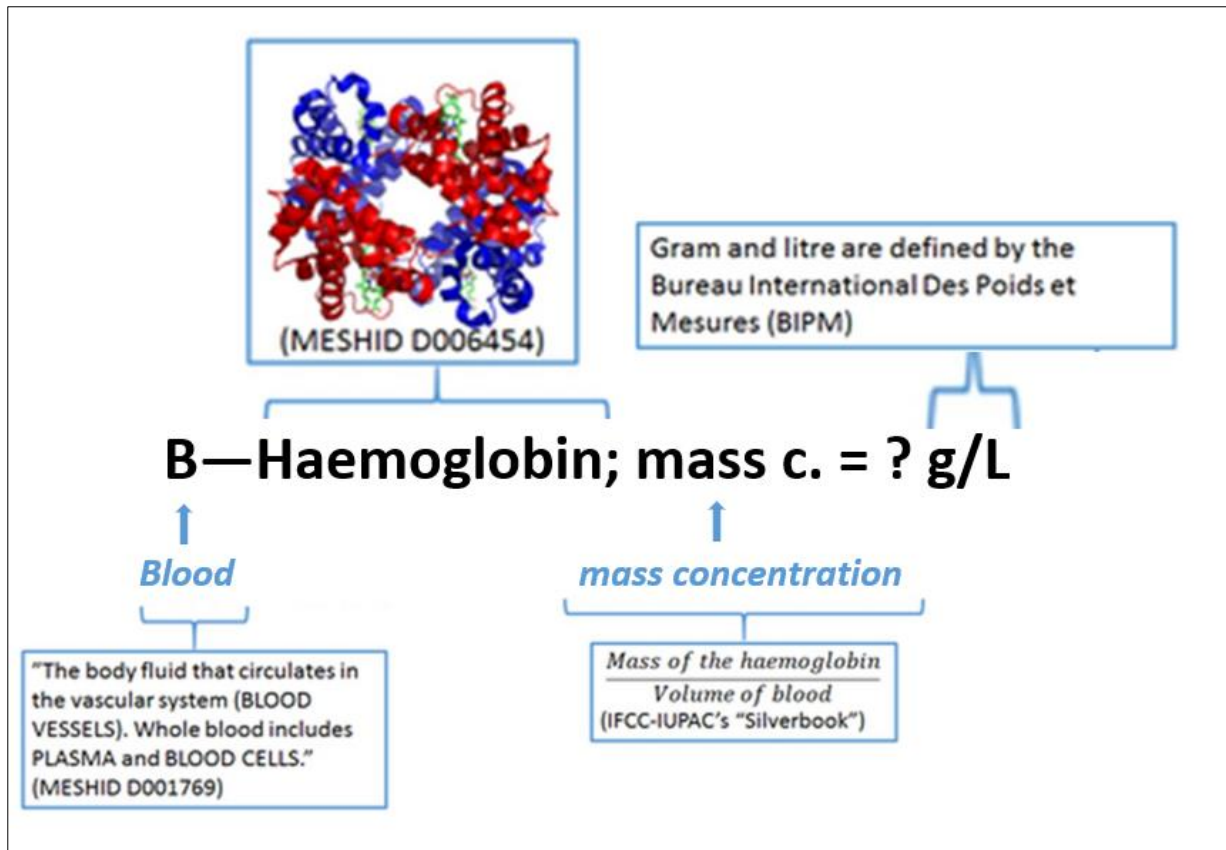 (MESHID D006454)
Gram and litre are defined by the
Bureau International Des Poids et
Mesures (BIPM)
B—Haemoglobin; mass c. = ? g/L
Blood
mass concentration
"The body fluid that circulates in
the vascular system (BLOOD
VESSELS). Whole blood includes
PLASMA and BLOOD CELLS."
(MESHID D001769)
Mass of the haemoglobin
Volume of blood
(IFCC-IUPAC's "Silverbook")